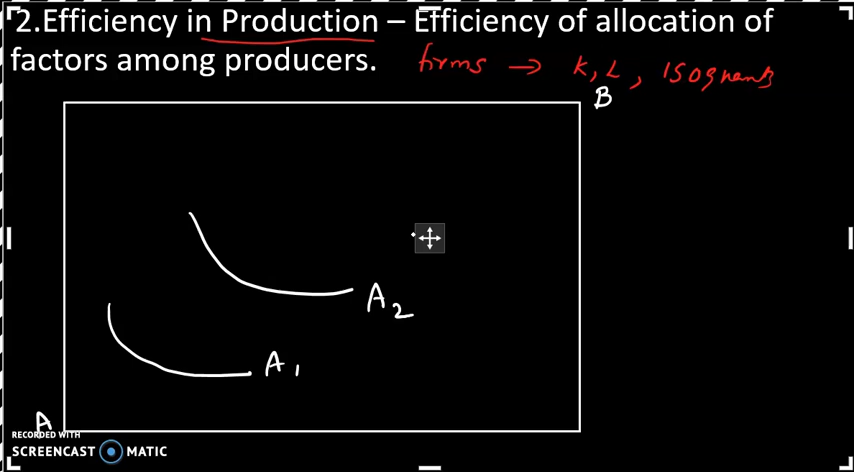 2.Efficiency in Production – Efficiency of allocation of
factors among producers. firms → K, L, isoquants
B
A2
A1
A
RECORDED WITH
SCREENCAST MATIC